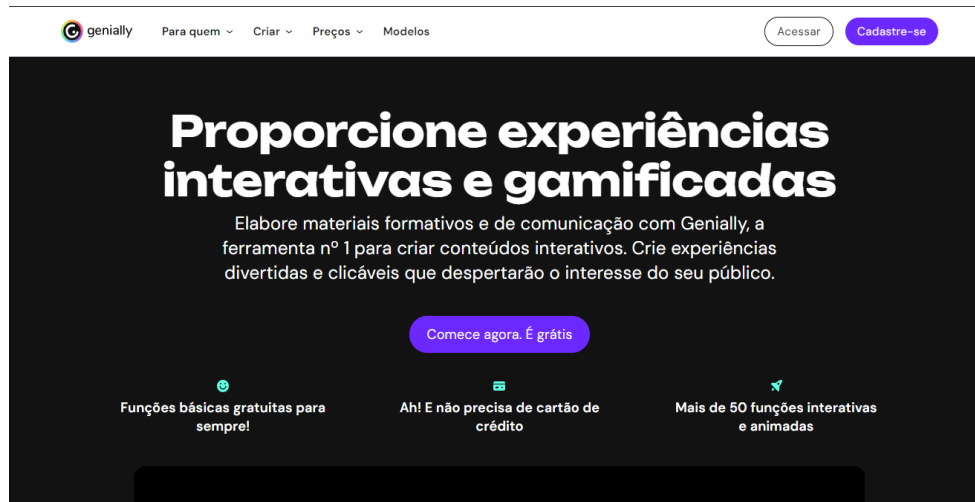 genially Para quem Criar Preços Modelos Acessar Cadastre-se
Proporcione experiências
interativas e gamificadas
Elabore materiais formativos e de comunicação com Genially, a
ferramenta nº 1 para criar conteúdos interativos. Crie experiências
divertidas e clicáveis que despertarão o interesse do seu público.
Comece agora. É grátis
Funções básicas gratuitas para
sempre!
Ah! E não precisa de cartão de
crédito
Mais de 50 funções interativas
e animadas